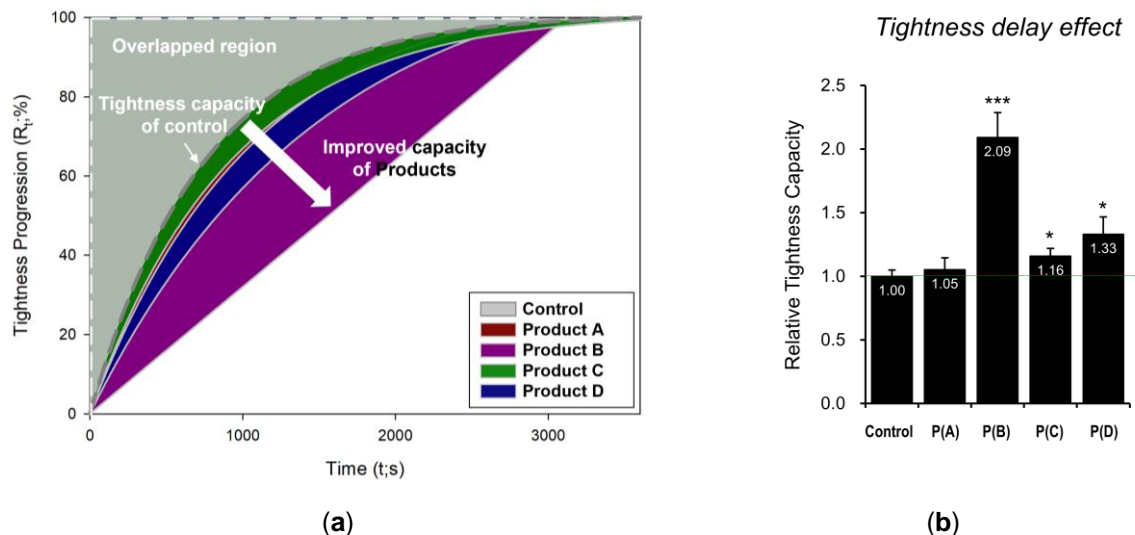 Tightness Progression (Rt;%)
100
80
60
40
20
0
0
1000
2000
3000
Time (t;s)
Overlapped region
Tightness capacity
of control
Improved capacity
of Products
Control
Product A
Product B
Product C
Product D
(a)
Tightness delay effect
Relative Tightness Capacity
2.5
2.0
1.5
1.0
0.5
0.0
***
*
*
1.00
1.05
2.09
1.16
1.33
Control P(A) P(B) P(C) P(D)
(b)